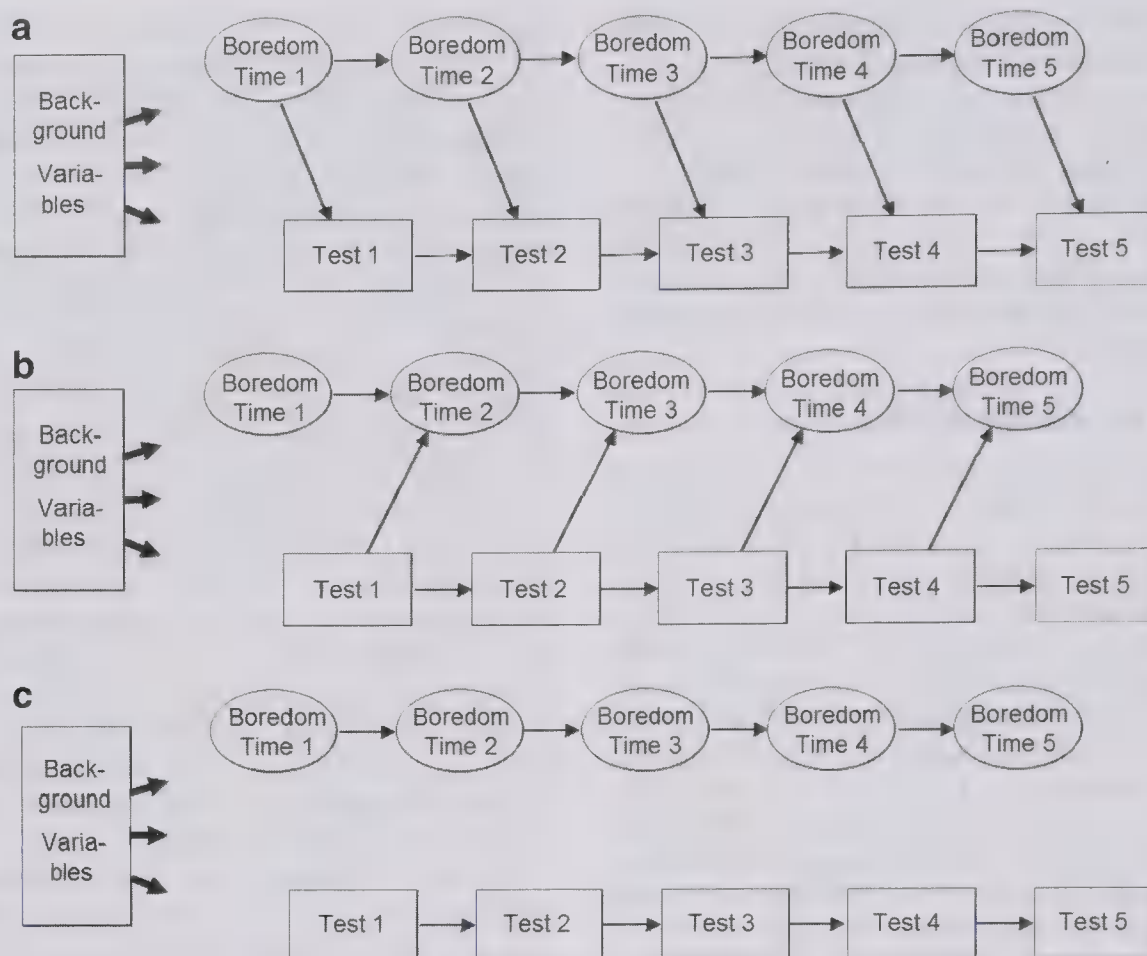 a
Back-
ground
Varia-
bles
Boredom
Time 1
Boredom
Time 2
Boredom
Time 3
Boredom
Time 4
Boredom
Time 5
Test 1
Test 2
Test 3
Test 4
Test 5
b
Back-
ground
Varia-
bles
Boredom
Time 1
Boredom
Time 2
Boredom
Time 3
Boredom
Time 4
Boredom
Time 5
Test 1
Test 2
Test 3
Test 4
Test 5
c
Back-
ground
Varia-
bles
Boredom
Time 1
Boredom
Time 2
Boredom
Time 3
Boredom
Time 4
Boredom
Time 5
Test 1
Test 2
Test 3
Test 4
Test 5